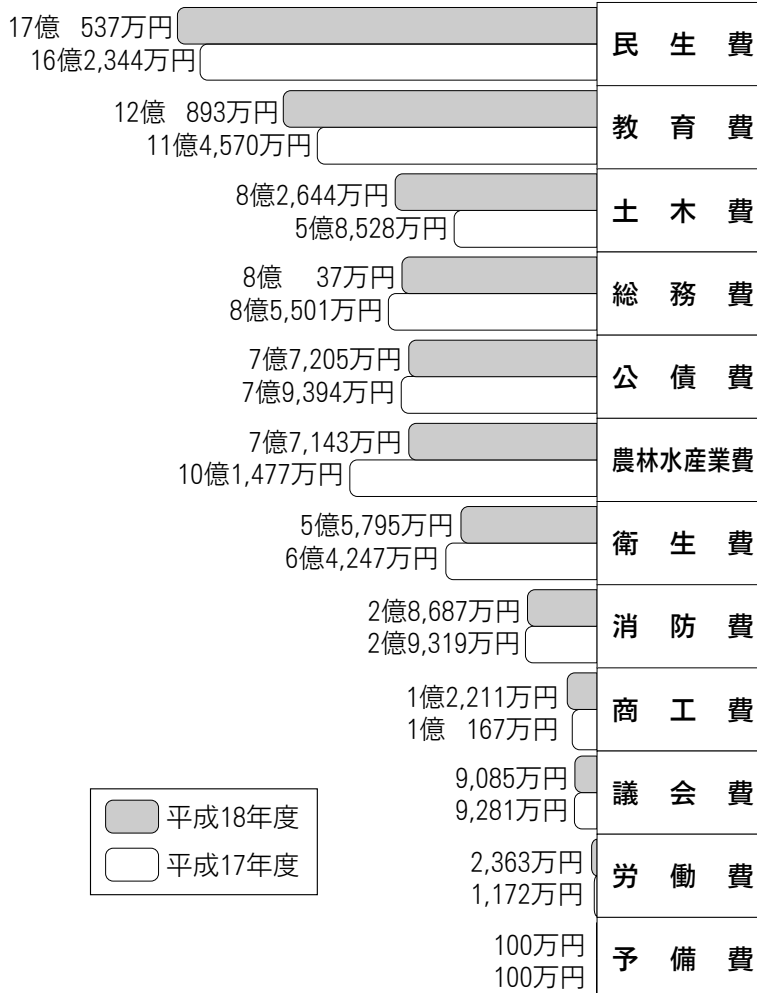 17億 537万円
16億2,344万円
民生費
12億 893万円
11億4,570万円
教育費
8億2,644万円
5億8,528万円
土木費
8億 37万円
8億5,501万円
総務費
7億7,205万円
7億9,394万円
公債費
7億7,143万円
10億1,477万円
農林水産業費
5億5,795万円
6億4,247万円
衛生費
2億8,687万円
2億9,319万円
消防費
1億2,211万円
1億 167万円
商工費
9,085万円
9,281万円
議会費
2,363万円
1,172万円
労働費
100万円
100万円
予備費
平成18年度
平成17年度